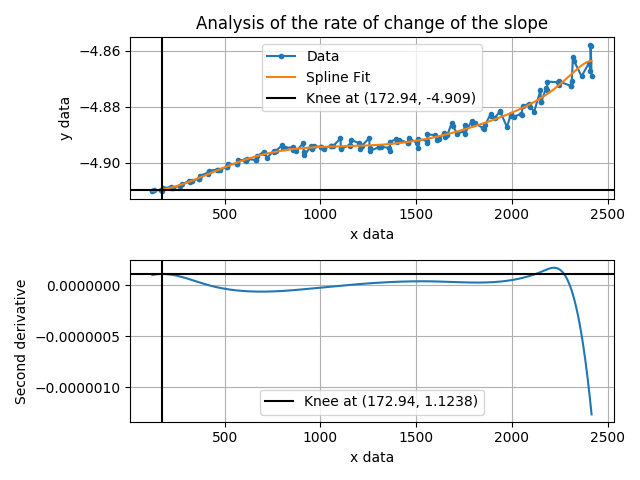 Analysis of the rate of change of the slope
−4.86
−4.88
−4.90
y data
Data
Spline Fit
Knee at (172.94, -4.909)
500
1000
1500
2000
2500
x data
0.0000000
−0.0000005
−0.0000010
Second derivative
Knee at (172.94, 1.1238)
500
1000
1500
2000
2500
x data